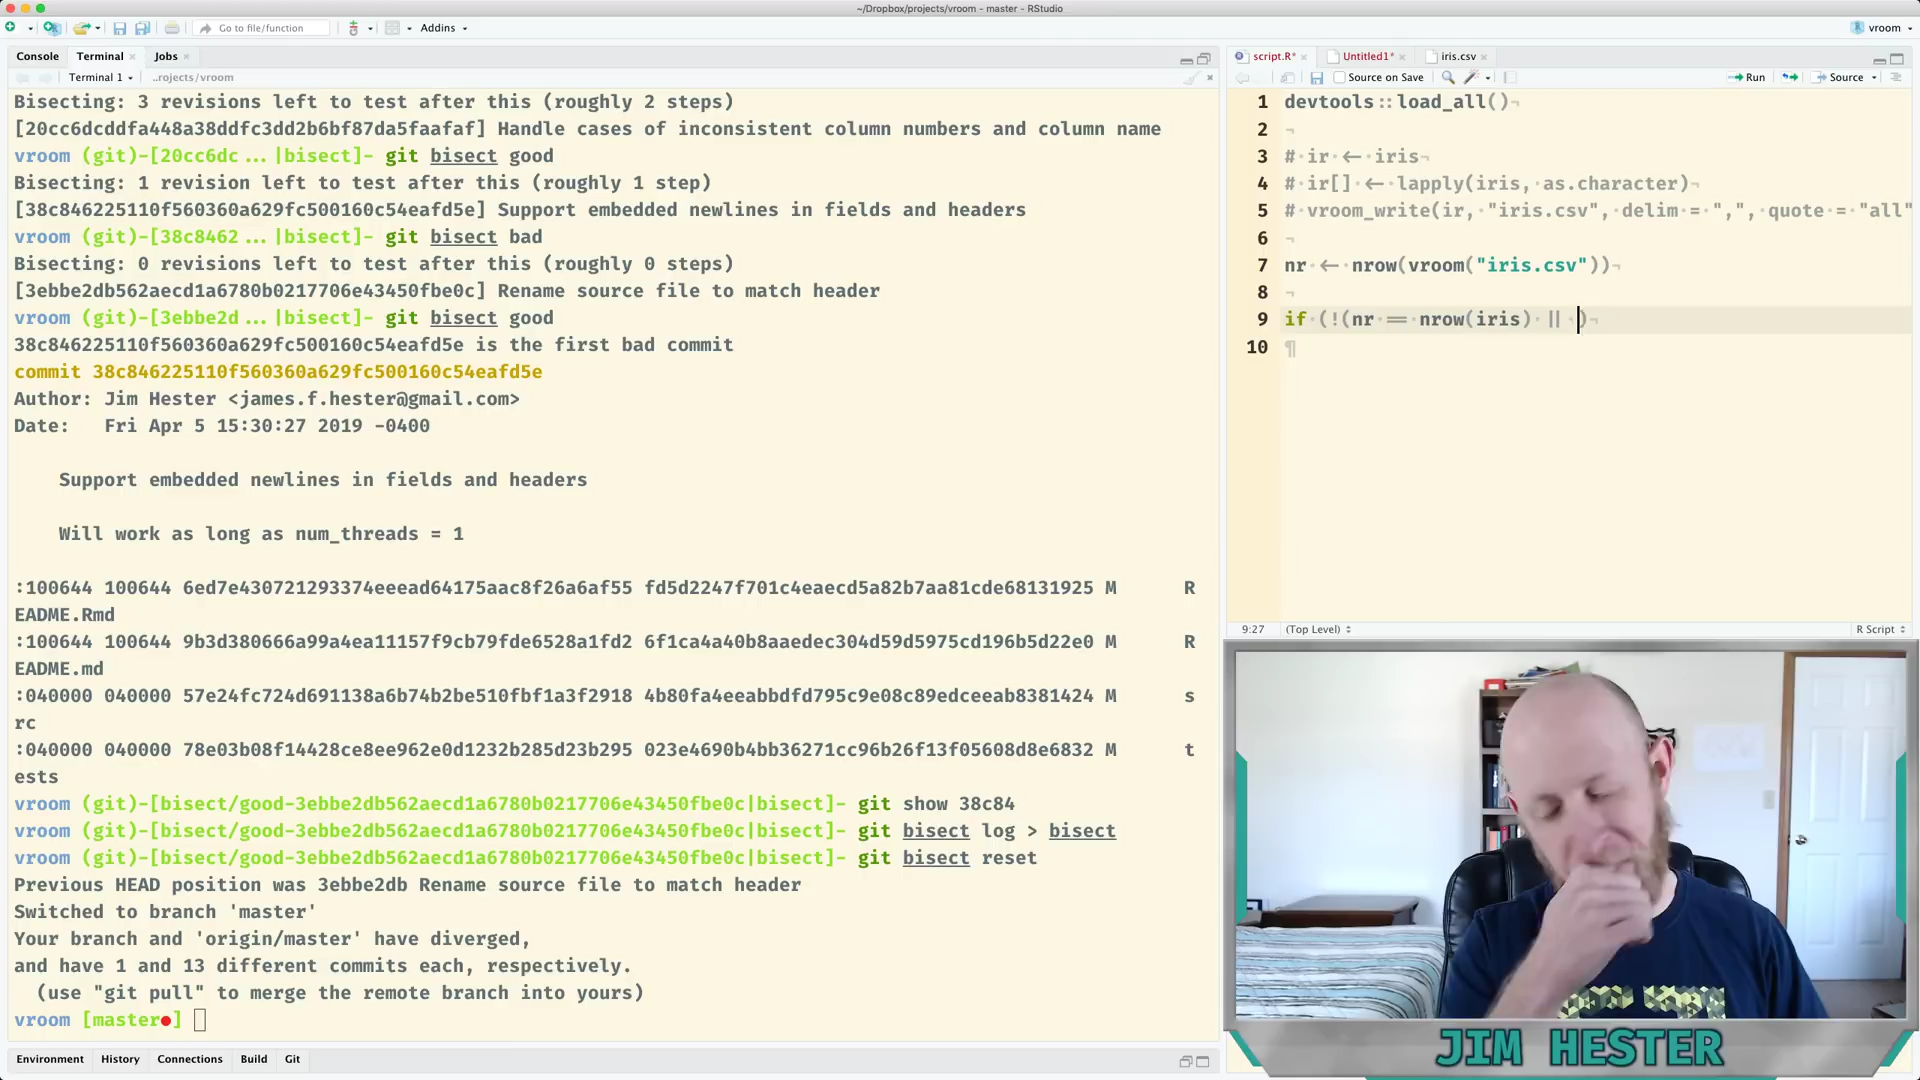 ~/Dropbox/projects/vroom - master - RStudio
Go to file/function
Addins
vroom
Console
Terminal
Jobs
Terminal 1
..rojects/vroom
Bisecting: 3 revisions left to test after this (roughly 2 steps)
[20cc6dcddfa448a38ddfc3dd2b6bf87da5faafaf] Handle cases of inconsistent column numbers and column name
vroom (git)-[20cc6dc...|bisect]- git bisect good
Bisecting: 1 revision left to test after this (roughly 1 step)
[38c846225110f560360a629fc500160c54eafd5e] Support embedded newlines in fields and headers
vroom (git)-[38c8462...|bisect]- git bisect bad
Bisecting: 0 revisions left to test after this (roughly 0 steps)
[3ebbe2db562aecd1a6780b0217706e43450fbe0c] Rename source file to match header
vroom (git)-[3ebbe2d...|bisect]- git bisect good
38c846225110f560360a629fc500160c54eafd5e is the first bad commit
commit 38c846225110f560360a629fc500160c54eafd5e
Author: Jim Hester <james.f.hester@gmail.com>
Date:   Fri Apr 5 15:30:27 2019 -0400
Support embedded newlines in fields and headers
Will work as long as num_threads = 1
:100644 100644 6ed7e430721293374eeead64175aac8f26a6af55 fd5d2247f701c4eaecd5a82b7aa81cde68131925 M R
EADME.Rmd
:100644 100644 9b3d380666a99a4ea11157f9cb79fde6528a1fd2 6f1ca4a40b8aaedec304d59d5975cd196b5d22e0 M R
EADME.md
:040000 040000 57e24fc724d691138a6b74b2be510fbf1a3f2918 4b80fa4eeabbdfd795c9e08c89edceeab8381424 M s
rc
:040000 040000 78e03b08f14428ce8ee962e0d1232b285d23b295 023e4690b4bb36271cc96b26f13f05608d8e6832 M t
ests
vroom (git)-[bisect/good-3ebbe2db562aecd1a6780b0217706e43450fbe0c|bisect]- git show 38c84
vroom (git)-[bisect/good-3ebbe2db562aecd1a6780b0217706e43450fbe0c|bisect]- git bisect log > bisect
vroom (git)-[bisect/good-3ebbe2db562aecd1a6780b0217706e43450fbe0c|bisect]- git bisect reset
Previous HEAD position was 3ebbe2db Rename source file to match header
Switched to branch 'master'
Your branch and 'origin/master' have diverged,
and have 1 and 13 different commits each, respectively.
(use "git pull" to merge the remote branch into yours)
vroom [master●]
Environment
History
Connections
Build
Git
script.R*
Untitled1*
iris.csv
Source on Save
Run
Source
1 devtools::load_all()¬
2 ¬
3 # ir <- iris¬
4 # ir[] <- lapply(iris, as.character)¬
5 # vroom_write(ir, "iris.csv", delim = ",", quote = "all"
6 ¬
7 nr <- nrow(vroom("iris.csv"))¬
8 ¬
9 if (!(nr == nrow(iris) || )¬
10 ¶
9:27
(Top Level)
R Script
JIM HESTER